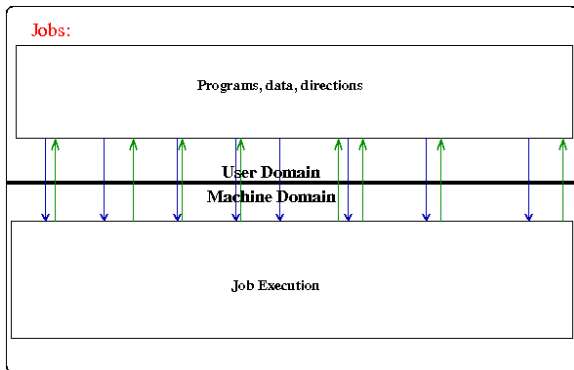 Jobs:
Programs, data, directions
User Domain
Machine Domain
Job Execution